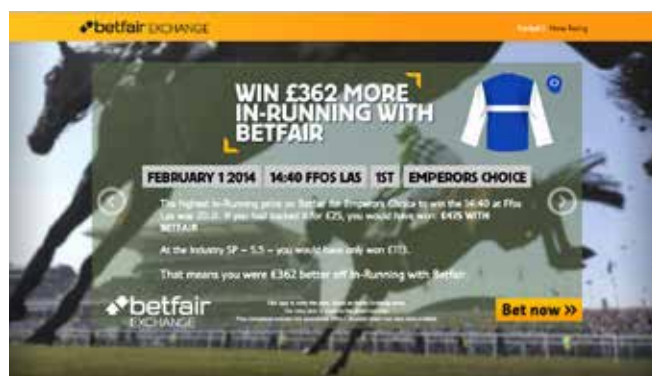 betfair EXCHANGE
Football | Horse Racing
WIN £362 MORE
IN-RUNNING WITH
BETFAIR
FEBRUARY 1 2014 14:40 FFOS LAS 1ST EMPERORS CHOICE
The highest In-Running price on Betfair for Emperors Choice to win the 14:40 at Ffos
Las was 20.0. If you had backed it for £25, you would have won £475 WITH
BETFAIR
At the Industry SP – 5.5 – you would have only won £113.
That means you were £362 better off In-Running with Betfair
betfair
EXCHANGE
Bet now »